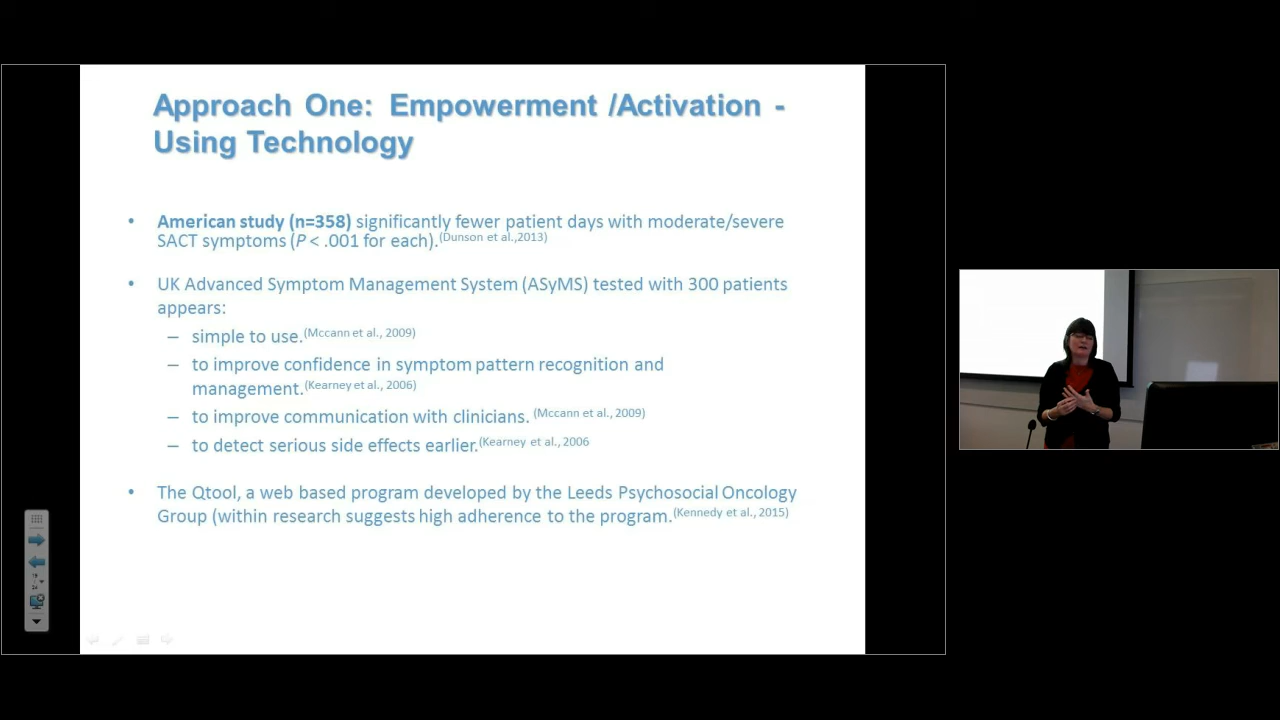 Approach One: Empowerment /Activation -
Using Technology
• American study (n=358) significantly fewer patient days with moderate/severe
SACT symptoms (P < .001 for each).(Dunson et al.,2013)
• UK Advanced Symptom Management System (ASyMS) tested with 300 patients
appears:
– simple to use.(Mccann et al., 2009)
– to improve confidence in symptom pattern recognition and
management.(Kearney et al., 2006)
– to improve communication with clinicians. (Mccann et al., 2009)
– to detect serious side effects earlier.(Kearney et al., 2006
• The Qtool, a web based program developed by the Leeds Psychosocial Oncology
Group (within research suggests high adherence to the program.(Kennedy et al., 2015)